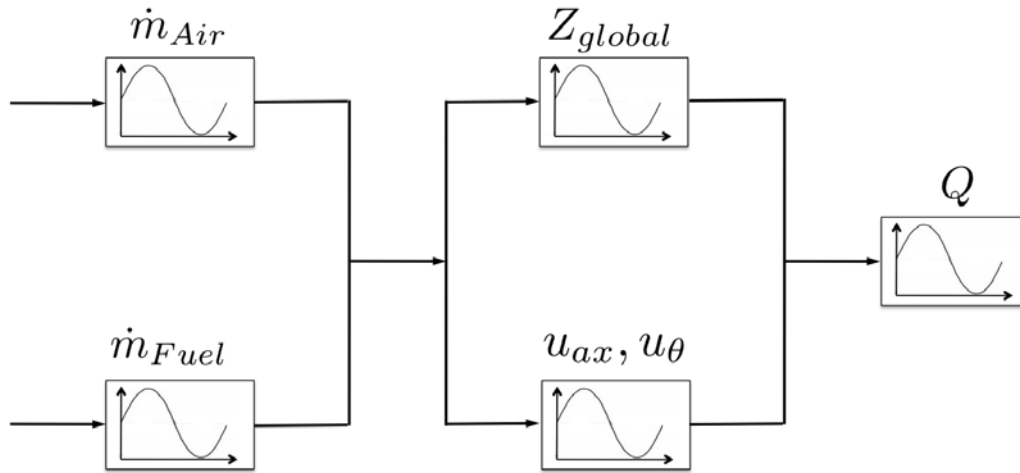 ṁ_Air
Z_global
Q
ṁ_Fuel
u_ax, u_θ